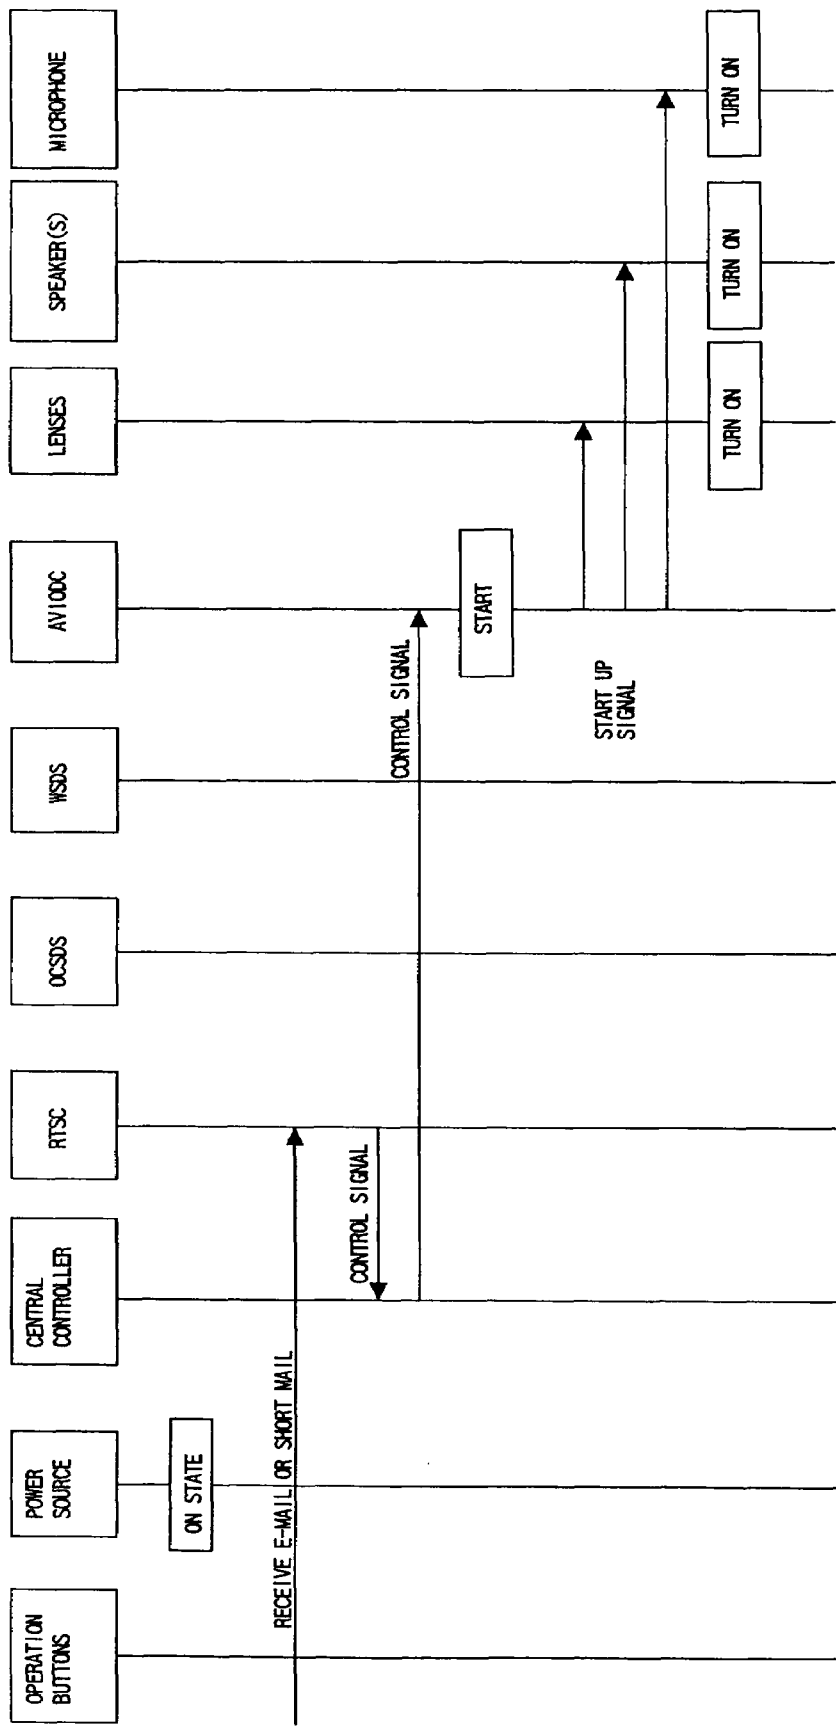 OPERATION
BUTTONS
POWER
SOURCE
CENTRAL
CONTROLLER
RTSC
OCSDS
WSDS
AVIODC
LENSES
SPEAKER(S)
MICROPHONE
ON STATE
RECEIVE E-MAIL OR SHORT MAIL
CONTROL SIGNAL
CONTROL SIGNAL
START
START UP
SIGNAL
TURN ON
TURN ON
TURN ON